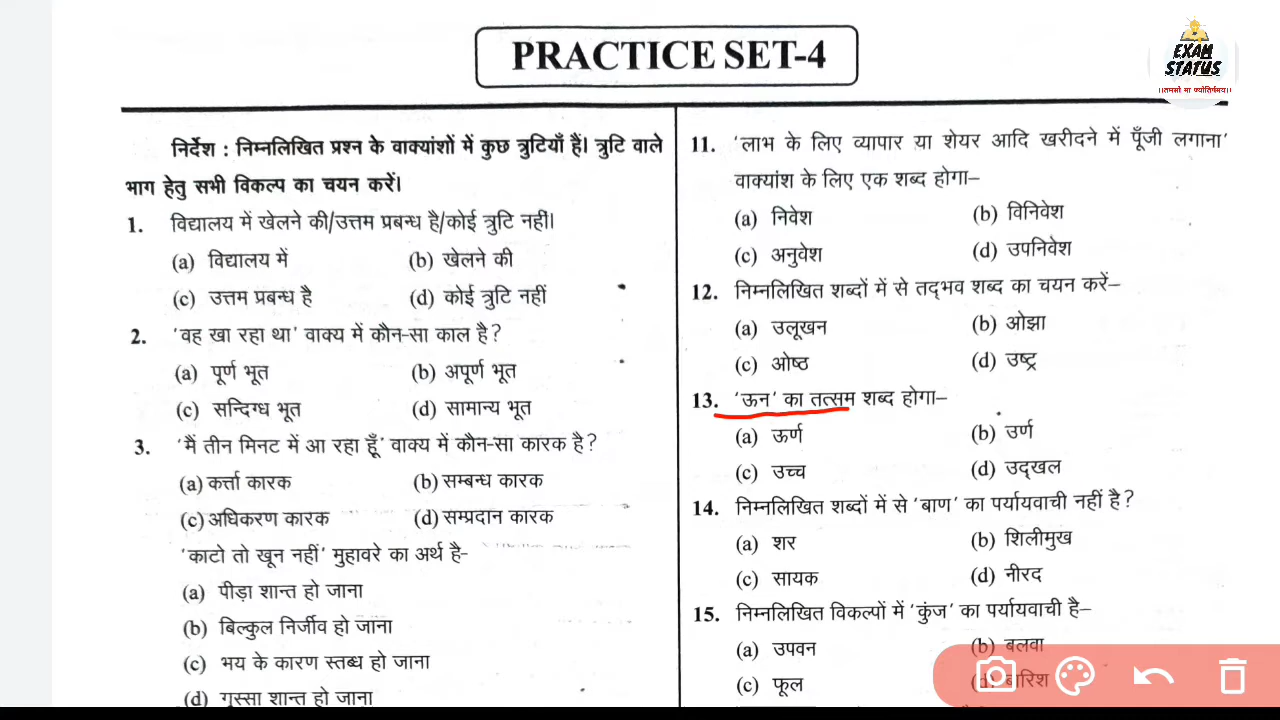 PRACTICE SET-4
EXAM
STATUS
।।तमसो मा ज्योतिर्गमय।।
निर्देश : निम्नलिखित प्रश्न के वाक्यांशों में कुछ त्रुटियाँ हैं। त्रुटि वाले
भाग हेतु सभी विकल्प का चयन करें।
1. विद्यालय में खेलने की/उत्तम प्रबन्ध है/कोई त्रुटि नहीं।
(a) विद्यालय में (b) खेलने की
(c) उत्तम प्रबन्ध है (d) कोई त्रुटि नहीं
2. 'वह खा रहा था' वाक्य में कौन-सा काल है?
(a) पूर्ण भूत (b) अपूर्ण भूत
(c) सन्दिग्ध भूत (d) सामान्य भूत
3. 'मैं तीन मिनट में आ रहा हूँ' वाक्य में कौन-सा कारक है?
(a) कर्त्ता कारक (b) सम्बन्ध कारक
(c) अधिकरण कारक (d) सम्प्रदान कारक
'काटो तो खून नहीं' मुहावरे का अर्थ है-
(a) पीड़ा शान्त हो जाना
(b) बिल्कुल निर्जीव हो जाना
(c) भय के कारण स्तब्ध हो जाना
(d) गुस्सा शान्त हो जाना
11. 'लाभ के लिए व्यापार या शेयर आदि खरीदने में पूँजी लगाना'
वाक्यांश के लिए एक शब्द होगा–
(a) निवेश (b) विनिवेश
(c) अनुवेश (d) उपनिवेश
12. निम्नलिखित शब्दों में से तद्भव शब्द का चयन करें–
(a) उलूखन (b) ओझा
(c) ओष्ठ (d) उष्ट्र
13. 'ऊन' का तत्सम शब्द होगा–
(a) ऊर्ण (b) उर्ण
(c) उच्च (d) उद्खल
14. निम्नलिखित शब्दों में से 'बाण' का पर्यायवाची नहीं है?
(a) शर (b) शिलीमुख
(c) सायक (d) नीरद
15. निम्नलिखित विकल्पों में 'कुंज' का पर्यायवाची है–
(a) उपवन (b) बलवा
(c) फूल (d) बारिश